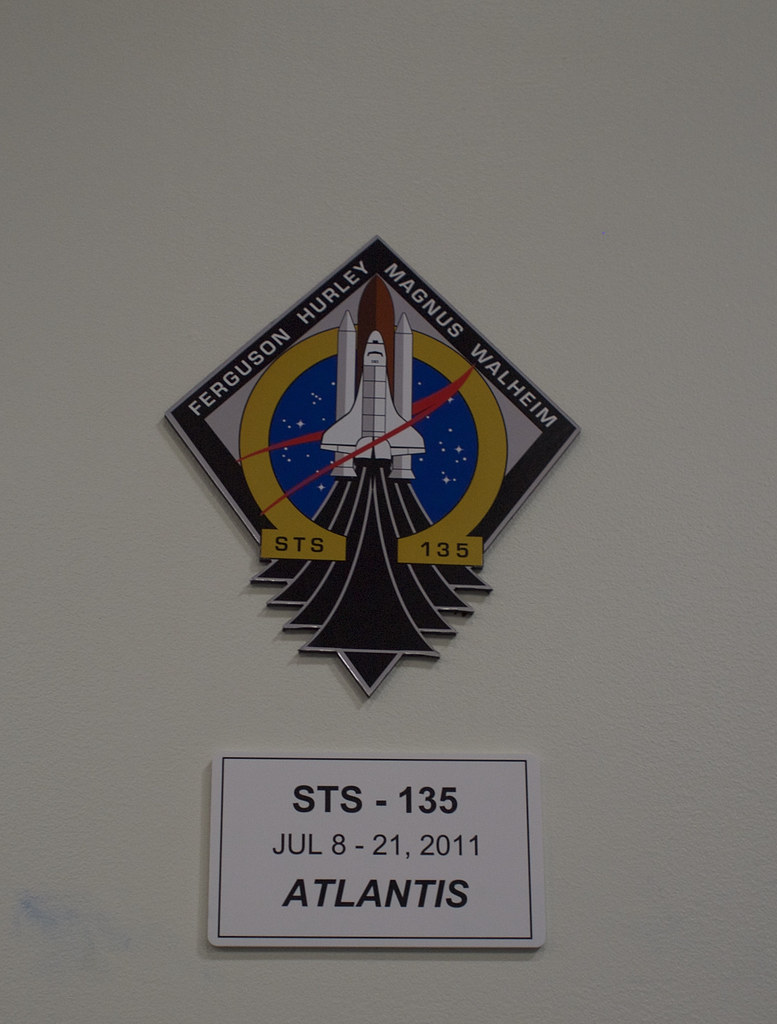 FERGUSON HURLEY MAGNUS WALHEIM
STS 135
STS - 135
JUL 8 - 21, 2011
ATLANTIS